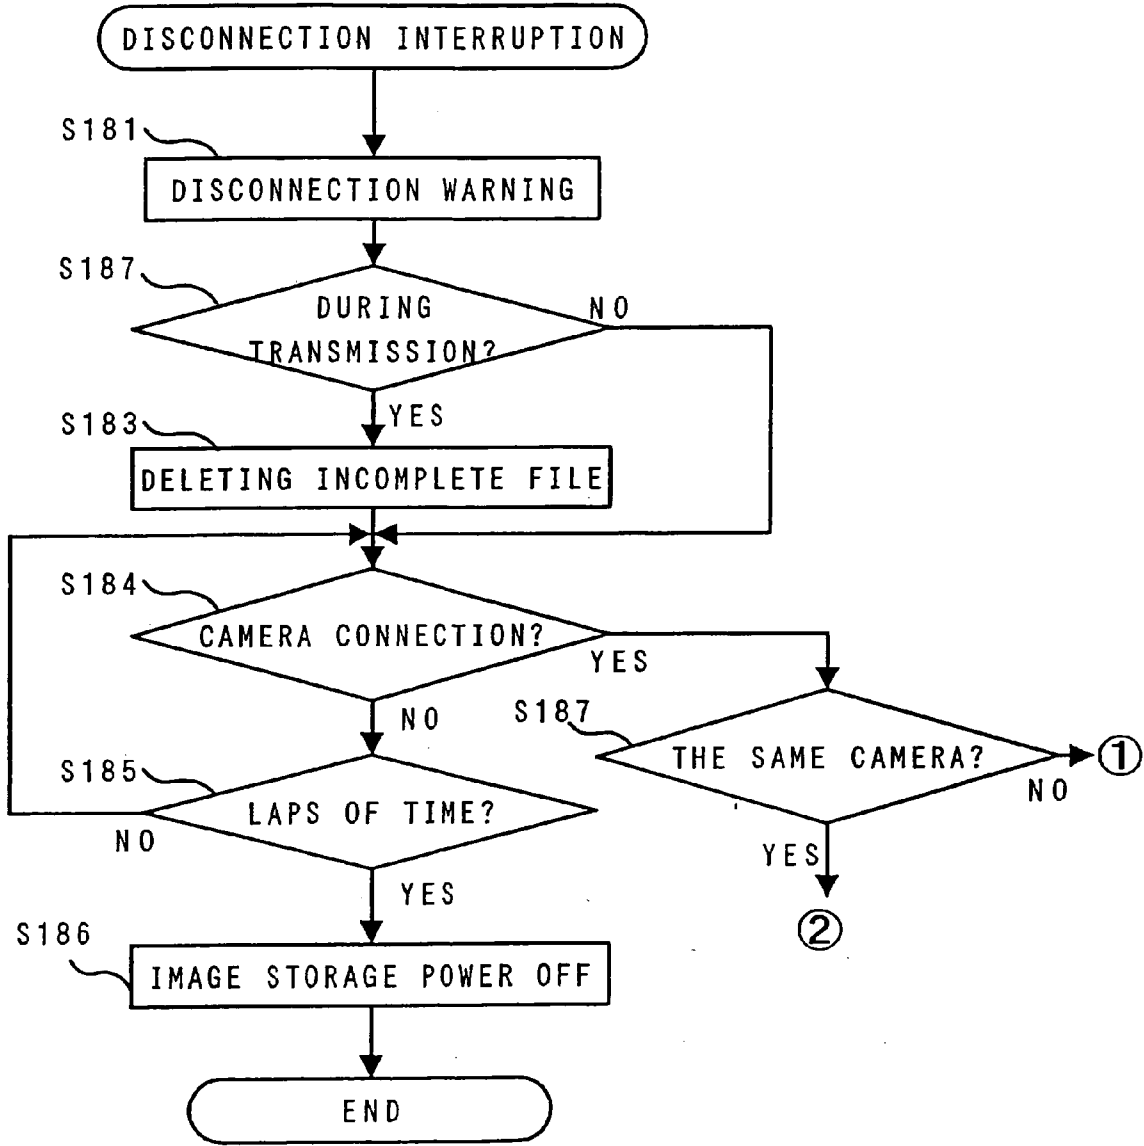 DISCONNECTION INTERRUPTION
S181
DISCONNECTION WARNING
S187
DURING
TRANSMISSION?
NO
YES
S183
DELETING INCOMPLETE FILE
S184
CAMERA CONNECTION?
YES
NO
S187
THE SAME CAMERA?
①
NO
S185
LAPS OF TIME?
NO
YES
YES
②
S186
IMAGE STORAGE POWER OFF
END